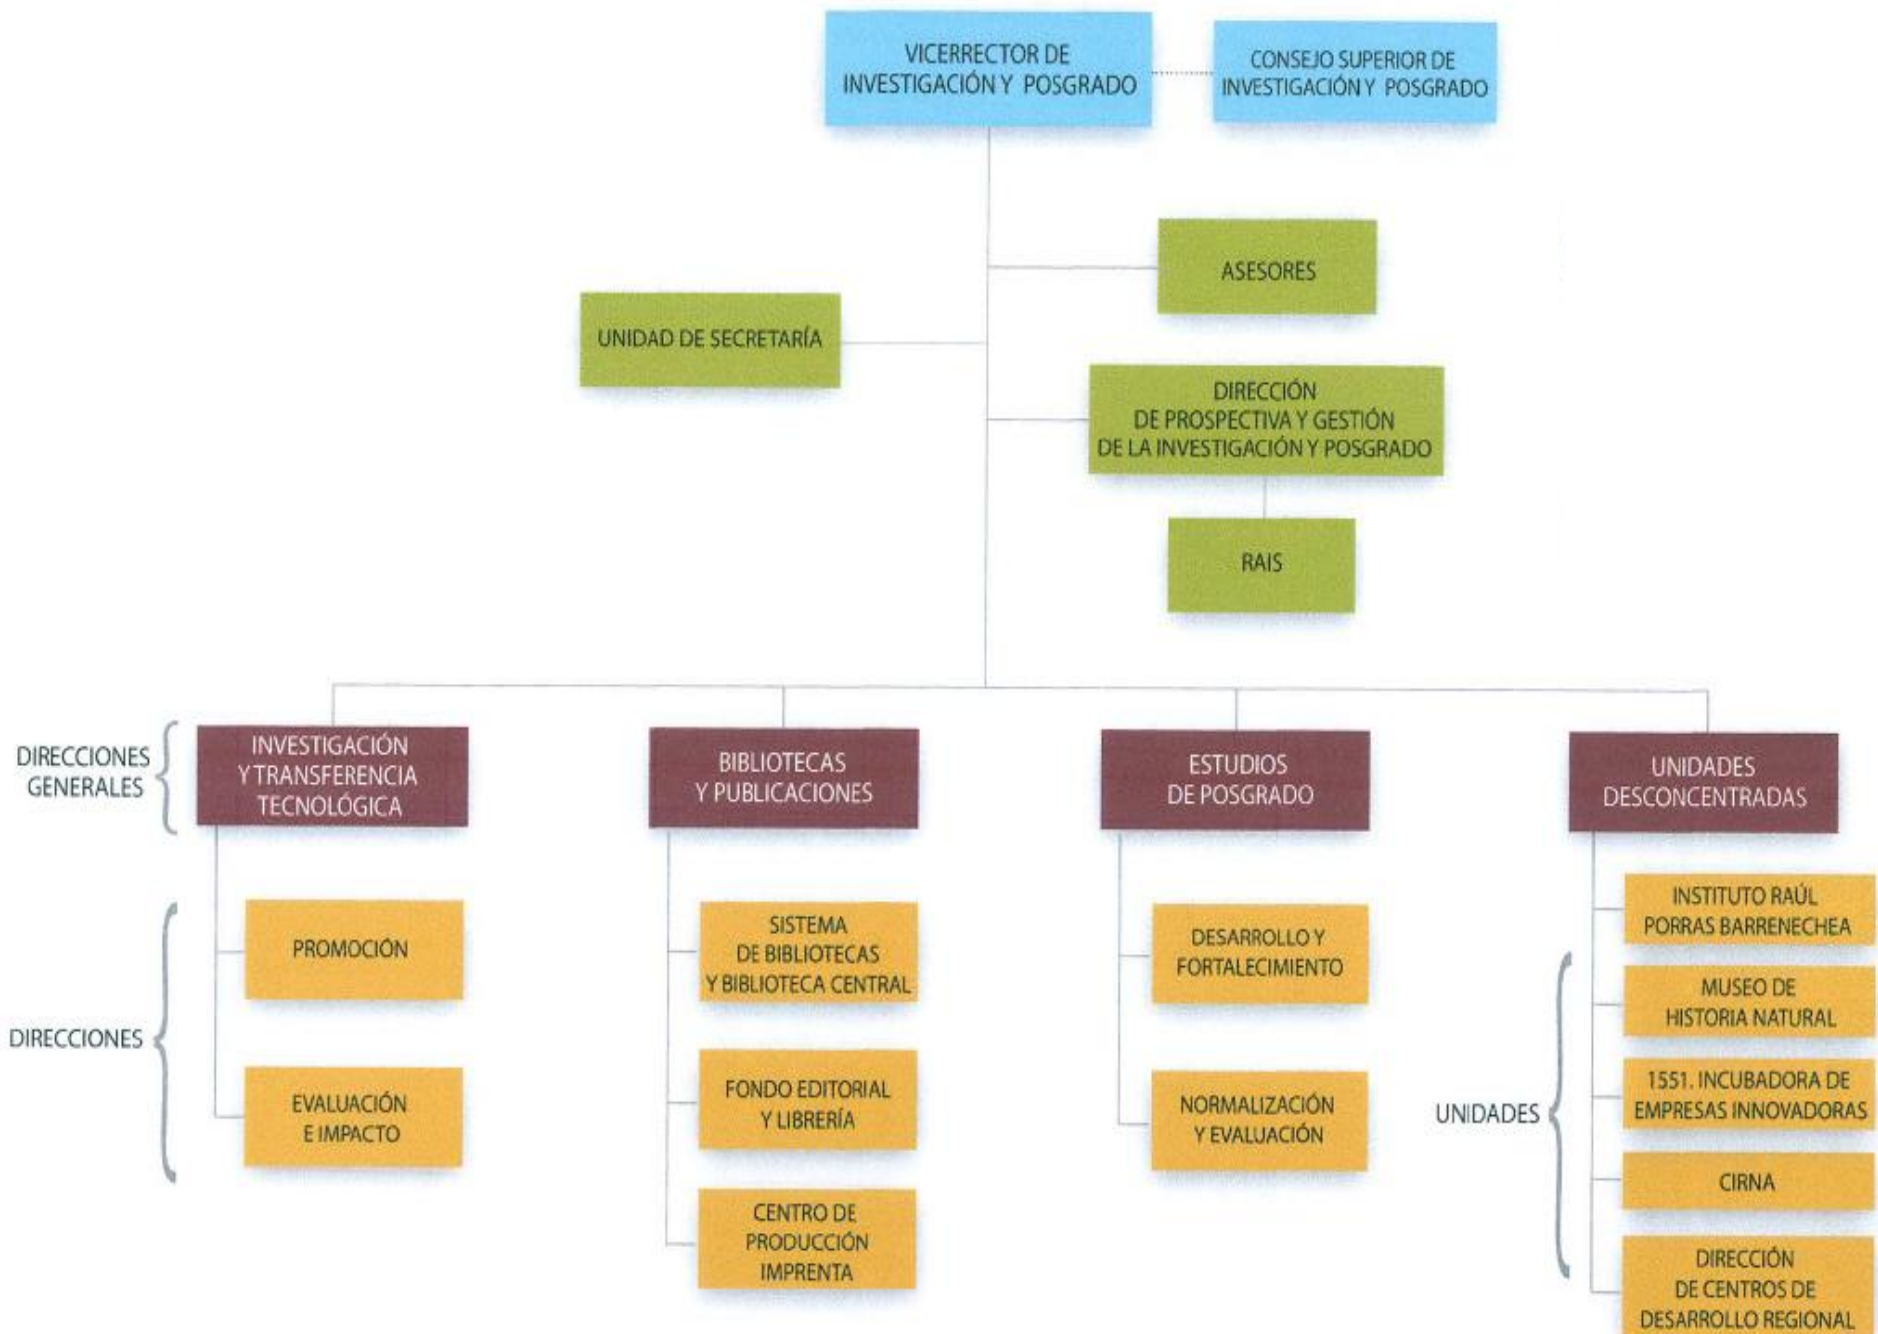 VICERRECTOR DE
INVESTIGACIÓN Y POSGRADO
CONSEJO SUPERIOR DE
INVESTIGACIÓN Y POSGRADO
ASESORES
UNIDAD DE SECRETARÍA
DIRECCIÓN
DE PROSPECTIVA Y GESTIÓN
DE LA INVESTIGACIÓN Y POSGRADO
RAIS
DIRECCIONES
GENERALES
INVESTIGACIÓN
Y TRANSFERENCIA
TECNOLÓGICA
BIBLIOTECAS
Y PUBLICACIONES
ESTUDIOS
DE POSGRADO
UNIDADES
DESCONCENTRADAS
DIRECCIONES
PROMOCIÓN
EVALUACIÓN
E IMPACTO
SISTEMA
DE BIBLIOTECAS
Y BIBLIOTECA CENTRAL
FONDO EDITORIAL
Y LIBRERÍA
CENTRO DE
PRODUCCIÓN
IMPRENTA
DESARROLLO Y
FORTALECIMIENTO
NORMALIZACIÓN
Y EVALUACIÓN
UNIDADES
INSTITUTO RAÚL
PORRAS BARRENECHEA
MUSEO DE
HISTORIA NATURAL
1551. INCUBADORA DE
EMPRESAS INNOVADORAS
CIRNA
DIRECCIÓN
DE CENTROS DE
DESARROLLO REGIONAL